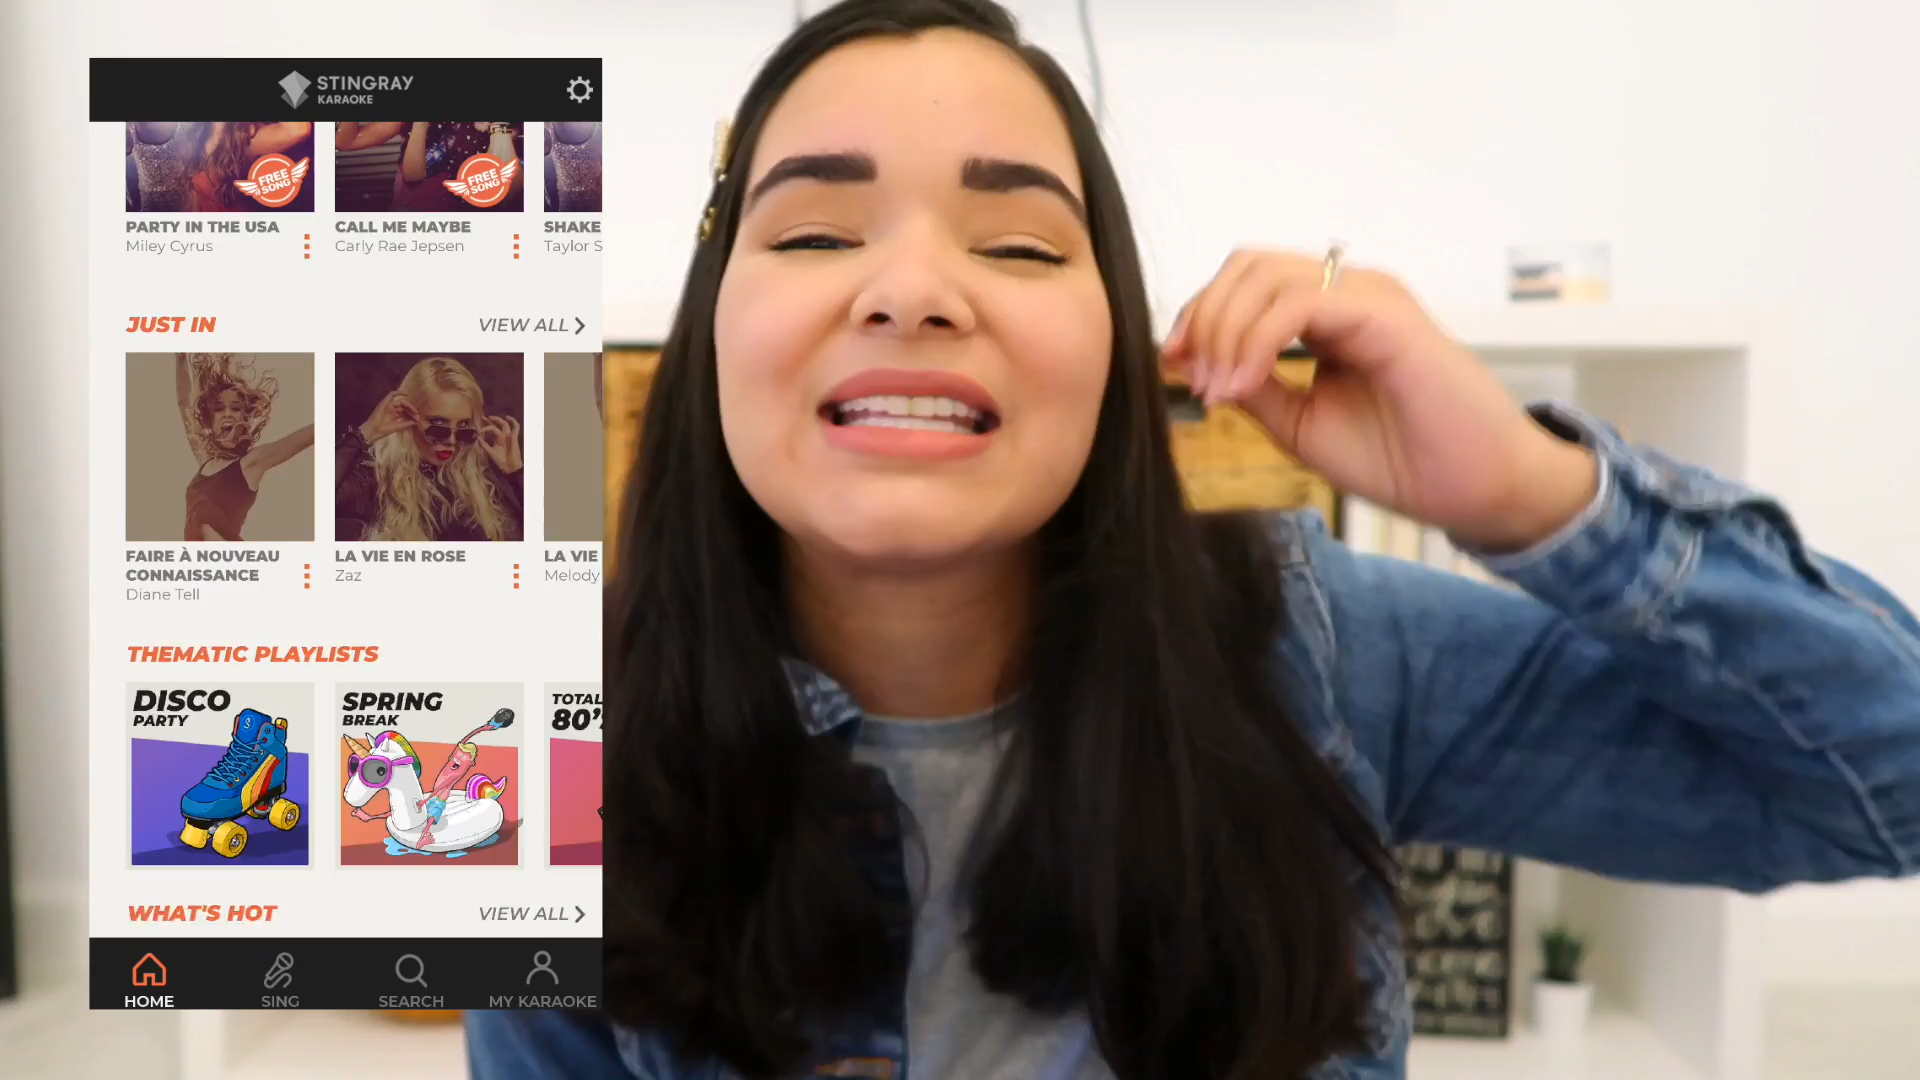 STINGRAY
KARAOKE
FREE
SONG
FREE
SONG
PARTY IN THE USA
Miley Cyrus
CALL ME MAYBE
Carly Rae Jepsen
SHAKE
Taylor S
JUST IN
VIEW ALL
FAIRE À NOUVEAU
CONNAISSANCE
Diane Tell
LA VIE EN ROSE
Zaz
LA VIE
Melody
THEMATIC PLAYLISTS
DISCO
PARTY
SPRING
BREAK
TOTAL
80'
WHAT'S HOT
VIEW ALL
HOME
SING
SEARCH
MY KARAOKE